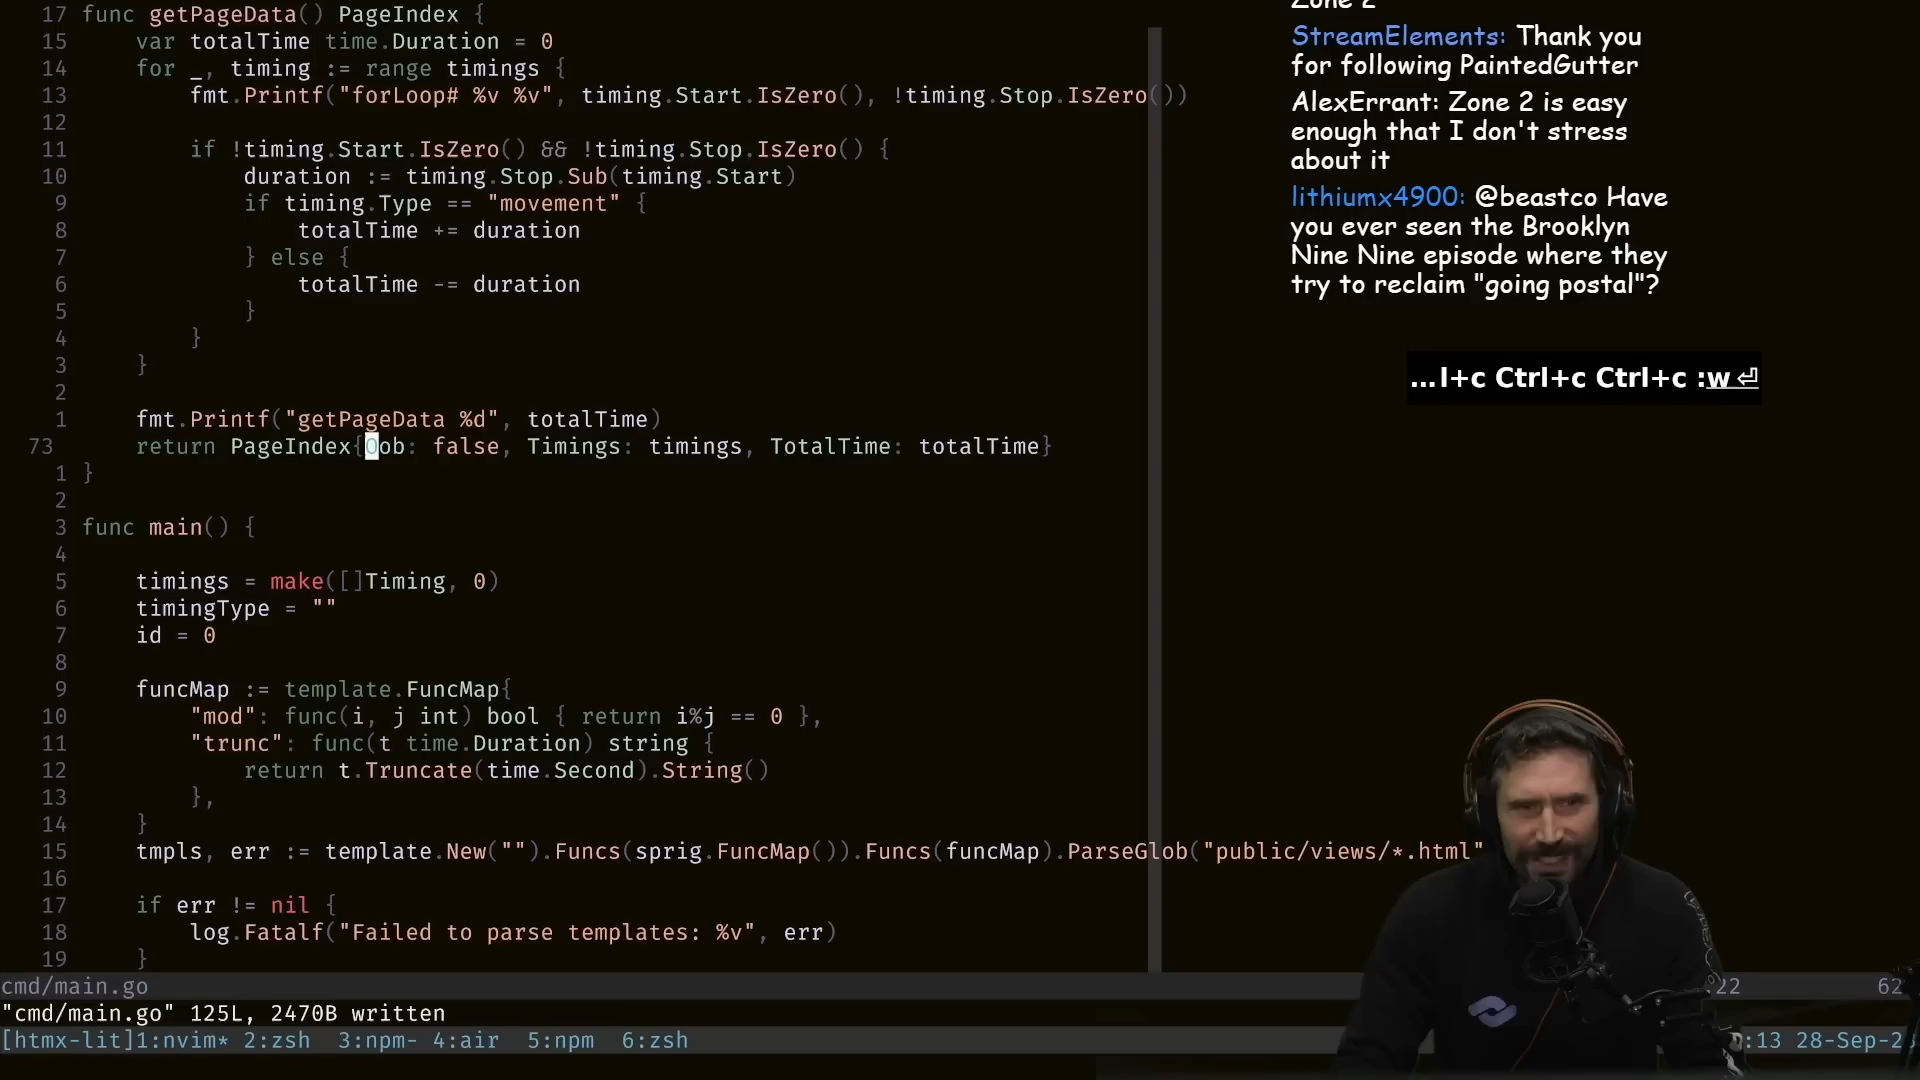 17 func getPageData() PageIndex {
15 var totalTime time.Duration = 0
14 for _, timing := range timings {
13 fmt.Printf("forLoop# %v %v", timing.Start.IsZero(), !timing.Stop.IsZero())
12
11 if !timing.Start.IsZero() && !timing.Stop.IsZero() {
10 duration := timing.Stop.Sub(timing.Start)
9 if timing.Type == "movement" {
8 totalTime += duration
7 } else {
6 totalTime -= duration
5 }
4 }
3 }
2
1 fmt.Printf("getPageData %d", totalTime)
73 return PageIndex{Oob: false, Timings: timings, TotalTime: totalTime}
1 }
2
3 func main() {
4
5 timings = make([]Timing, 0)
6 timingType = ""
7 id = 0
8
9 funcMap := template.FuncMap{
10 "mod": func(i, j int) bool { return i%j == 0 },
11 "trunc": func(t time.Duration) string {
12 return t.Truncate(time.Second).String()
13 },
14 }
15 tmpls, err := template.New("").Funcs(sprig.FuncMap()).Funcs(funcMap).ParseGlob("public/views/*.html"
16
17 if err != nil {
18 log.Fatalf("Failed to parse templates: %v", err)
19 }
cmd/main.go 22 62
"cmd/main.go" 125L, 2470B written
[htmx-lit]1:nvim* 2:zsh 3:npm- 4:air 5:npm 6:zsh :13 28-Sep-2
Zone 2
StreamElements: Thank you
for following PaintedGutter
AlexErrant: Zone 2 is easy
enough that I don't stress
about it
lithiumx4900: @beastco Have
you ever seen the Brooklyn
Nine Nine episode where they
try to reclaim "going postal"?
...l+c Ctrl+c Ctrl+c :w⏎